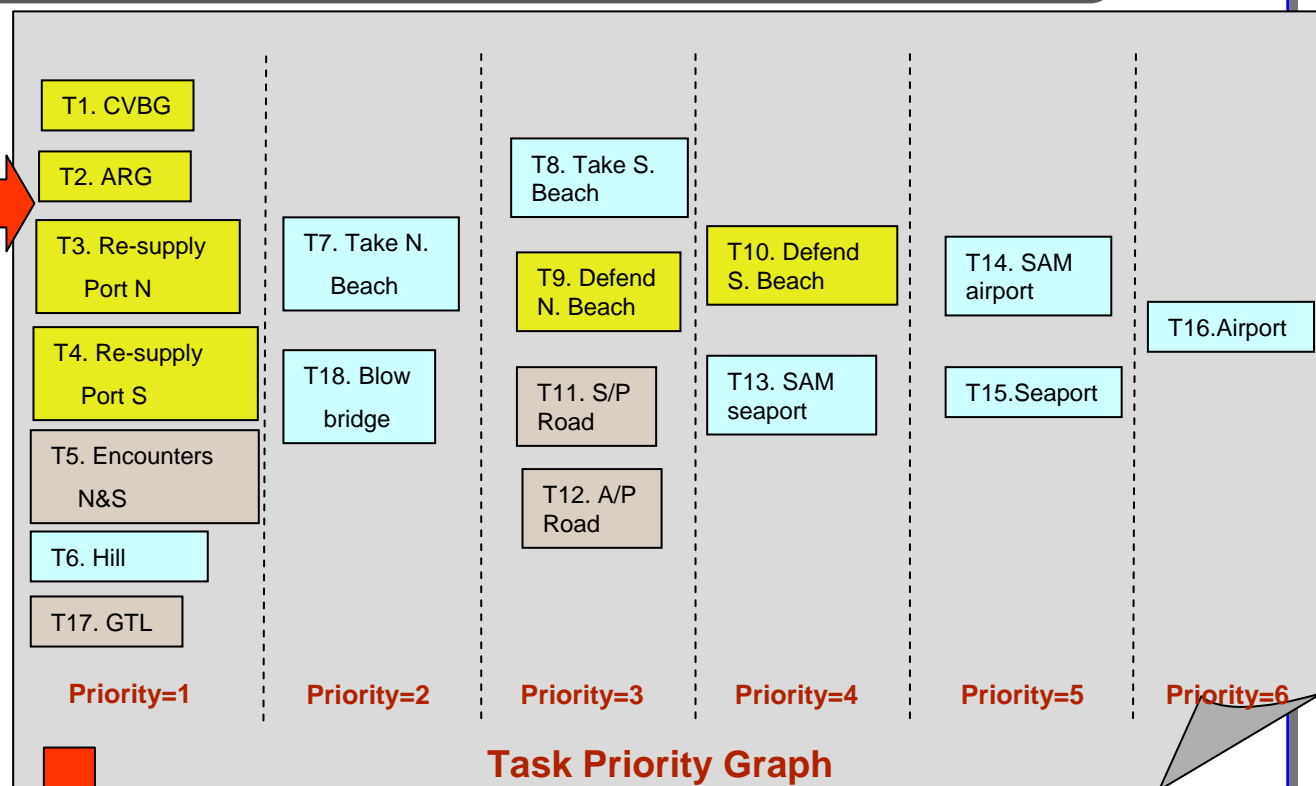 T1. CVBG
T2. ARG
T3. Re-supply
Port N
T4. Re-supply
Port S
T5. Encounters
N&S
T6. Hill
T17. GTL
Priority=1
T7. Take N.
Beach
T18. Blow
bridge
Priority=2
T8. Take S.
Beach
T9. Defend
N. Beach
T11. S/P
Road
T12. A/P
Road
Priority=3
T10. Defend
S. Beach
T13. SAM
seaport
Priority=4
T14. SAM
airport
T15.Seaport
Priority=5
T16.Airport
Priority=6
Task Priority Graph